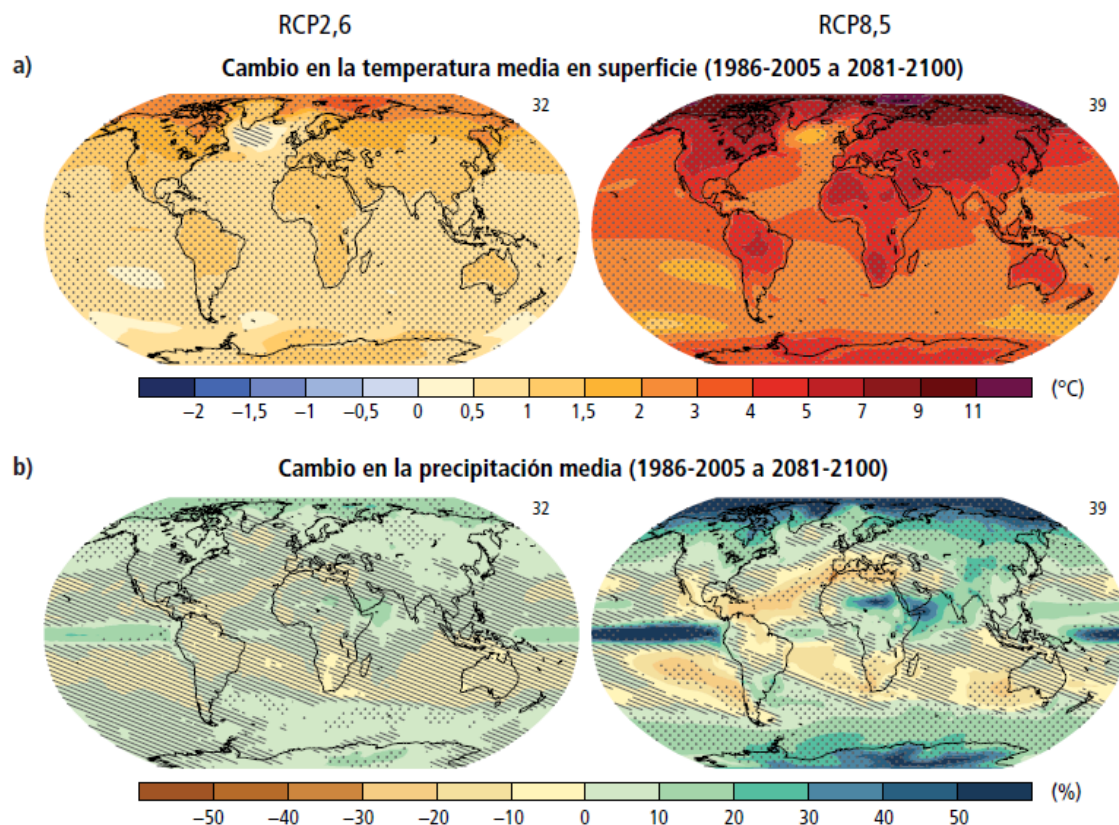 RCP2,6 RCP8,5
a) Cambio en la temperatura media en superficie (1986-2005 a 2081-2100)
32 39
(°C)
−2 −1,5 −1 −0,5 0 0,5 1 1,5 2 3 4 5 7 9 11
b) Cambio en la precipitación media (1986-2005 a 2081-2100)
32 39
(%)
−50 −40 −30 −20 −10 0 10 20 30 40 50